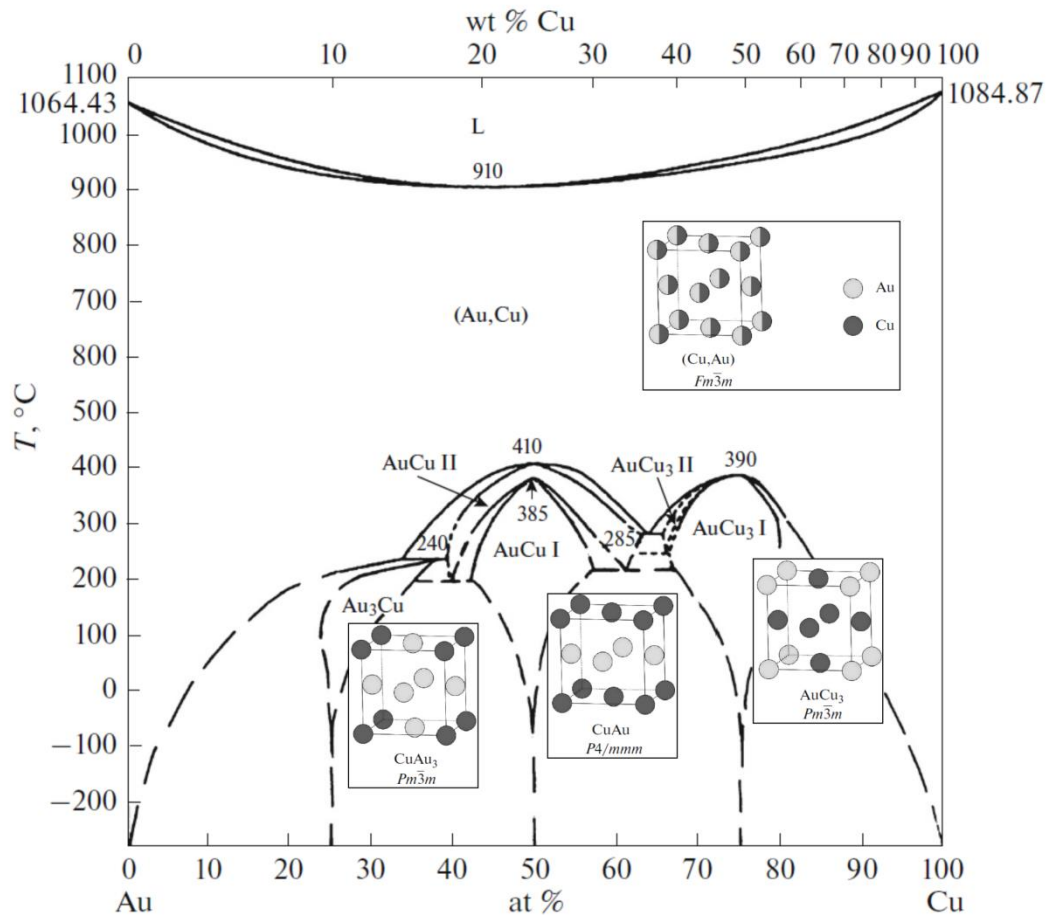 wt % Cu
0 10 20 30 40 50 60 70 80 90 100
1100
1064.43
1084.87
1000
L
910
900
800
Au
700
(Au,Cu)
Cu
(Cu,Au)
Fm3̅m
600
T, °C
500
410
AuCu II
AuCu₃ II
390
400
385
AuCu I
AuCu₃ I
300
240
285
200
Au₃Cu
100
0
AuCu₃
Pm3̅m
CuAu
P4/mmm
−100
CuAu₃
Pm3̅m
−200
0 10 20 30 40 50 60 70 80 90 100
Au at % Cu